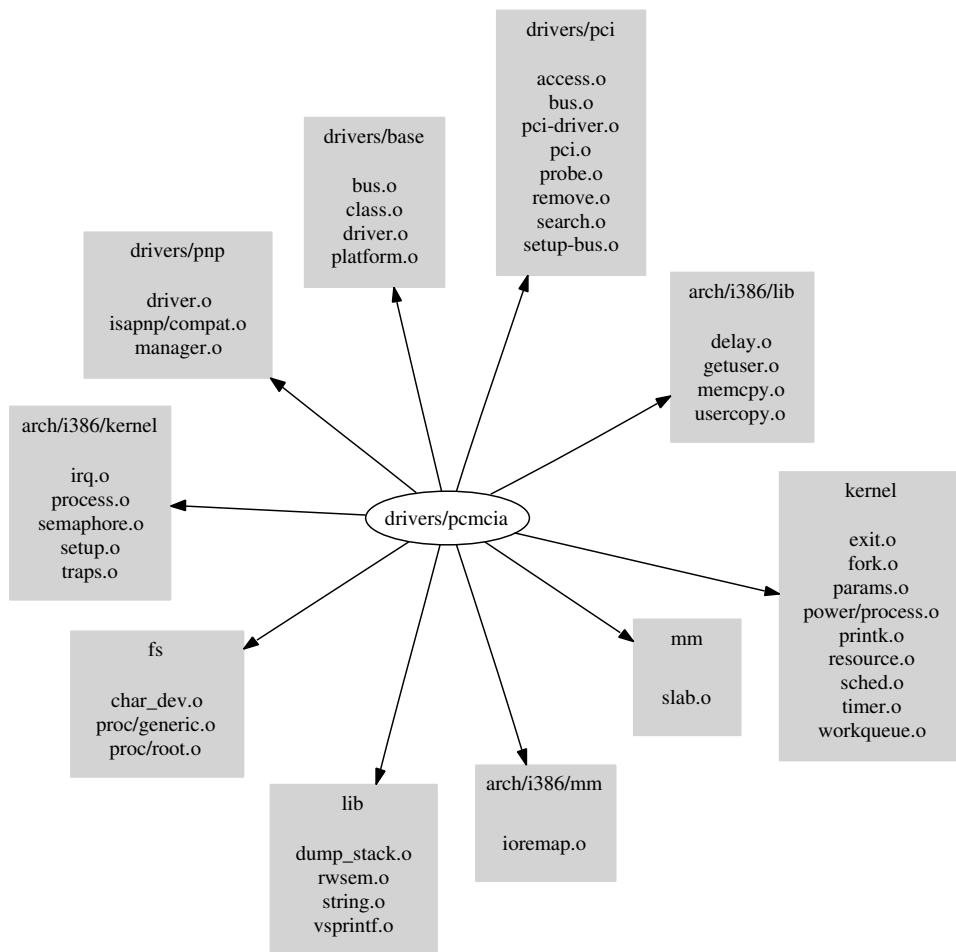 drivers/pci
access.o
bus.o
pci-driver.o
pci.o
probe.o
remove.o
search.o
setup-bus.o
drivers/base
bus.o
class.o
driver.o
platform.o
drivers/pnp
driver.o
isapnp/compat.o
manager.o
arch/i386/lib
delay.o
getuser.o
memcpy.o
usercopy.o
arch/i386/kernel
irq.o
process.o
semaphore.o
setup.o
traps.o
drivers/pcmcia
kernel
exit.o
fork.o
params.o
power/process.o
printk.o
resource.o
sched.o
timer.o
workqueue.o
fs
char_dev.o
proc/generic.o
proc/root.o
mm
slab.o
lib
dump_stack.o
rwsem.o
string.o
vsprintf.o
arch/i386/mm
ioremap.o